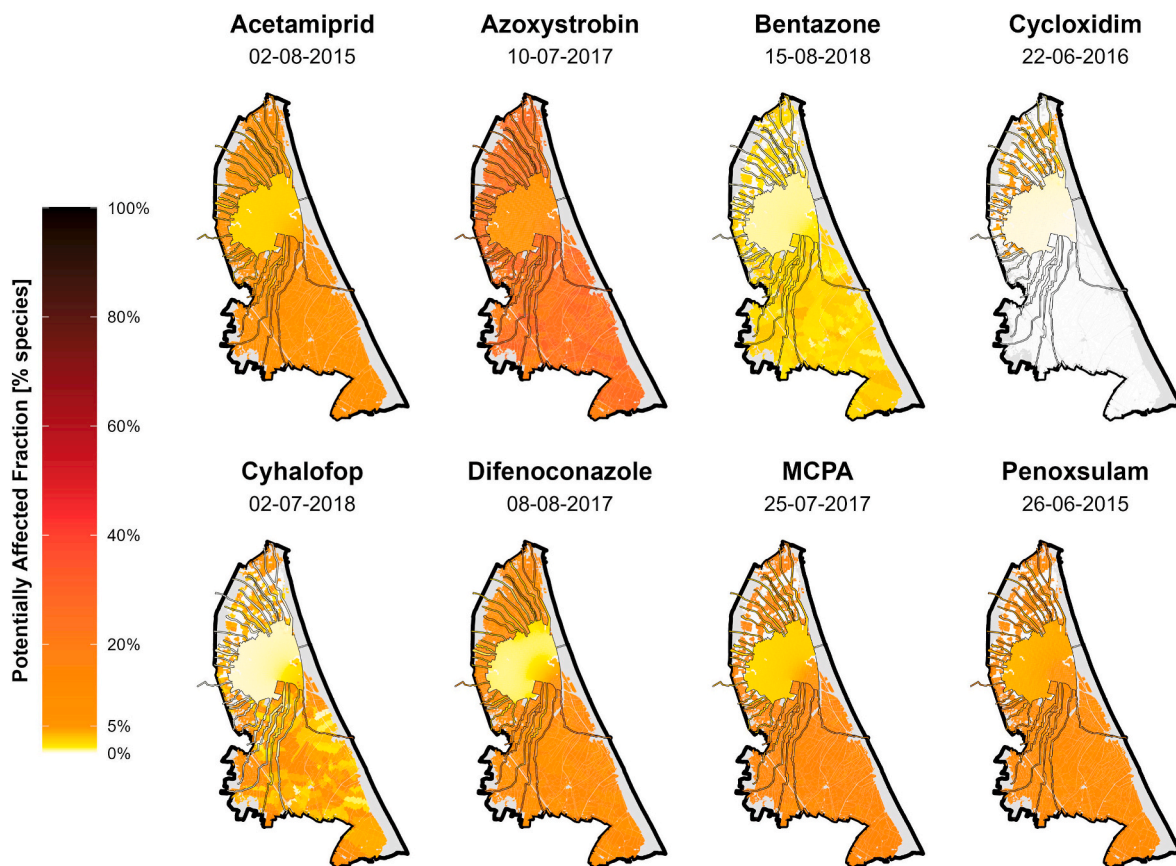 Acetamiprid
02-08-2015
Azoxystrobin
10-07-2017
Bentazone
15-08-2018
Cycloxidim
22-06-2016
Potentially Affected Fraction [% species]
100%
80%
60%
40%
20%
5%
0%
Cyhalofop
02-07-2018
Difenoconazole
08-08-2017
MCPA
25-07-2017
Penoxsulam
26-06-2015